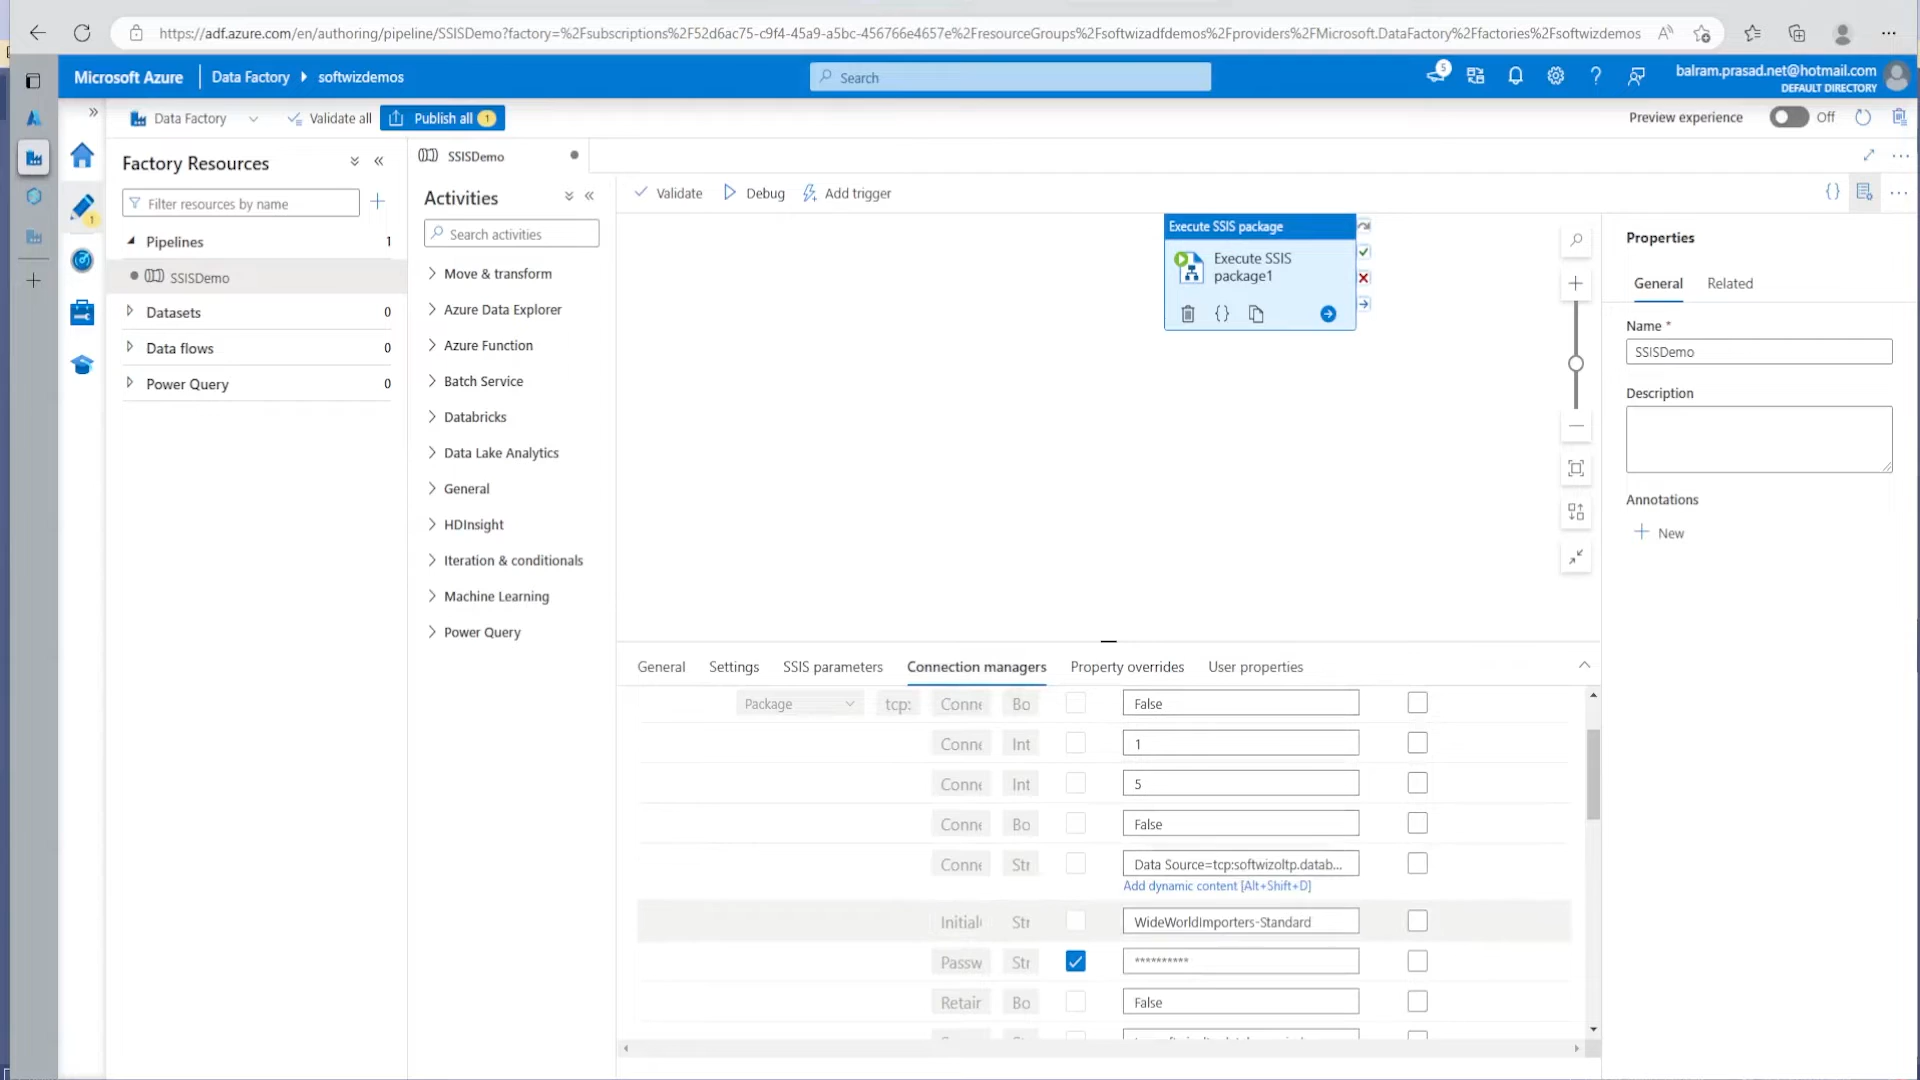 https://adf.azure.com/en/authoring/pipeline/SSISDemo?factory=%2Fsubscriptions%2F52d6ac75-c9f4-45a9-a5bc-456766e4657e%2FresourceGroups%2Fsoftwizadfdemos%2Fproviders%2FMicrosoft.DataFactory%2Ffactories%2Fsoftwizdemos
Microsoft Azure
Data Factory
softwizdemos
Search
5
balram.prasad.net@hotmail.com
DEFAULT DIRECTORY
Data Factory
Validate all
Publish all 1
Preview experience
Off
Factory Resources
Filter resources by name
Pipelines 1
SSISDemo
Datasets 0
Data flows 0
Power Query 0
1
SSISDemo
Activities
Search activities
Move & transform
Azure Data Explorer
Azure Function
Batch Service
Databricks
Data Lake Analytics
General
HDInsight
Iteration & conditionals
Machine Learning
Power Query
Validate
Debug
Add trigger
Execute SSIS package
Execute SSIS
package1
General
Settings
SSIS parameters
Connection managers
Property overrides
User properties
Package tcp: Conne Bo False
Conne Int 1
Conne Int 5
Conne Bo False
Conne Str Data Source=tcp:softwizoltp.datab...
Add dynamic content [Alt+Shift+D]
Initial Str WideWorldImporters-Standard
Passw Str **********
Retair Bo False
Properties
General
Related
Name *
SSISDemo
Description
Annotations
New